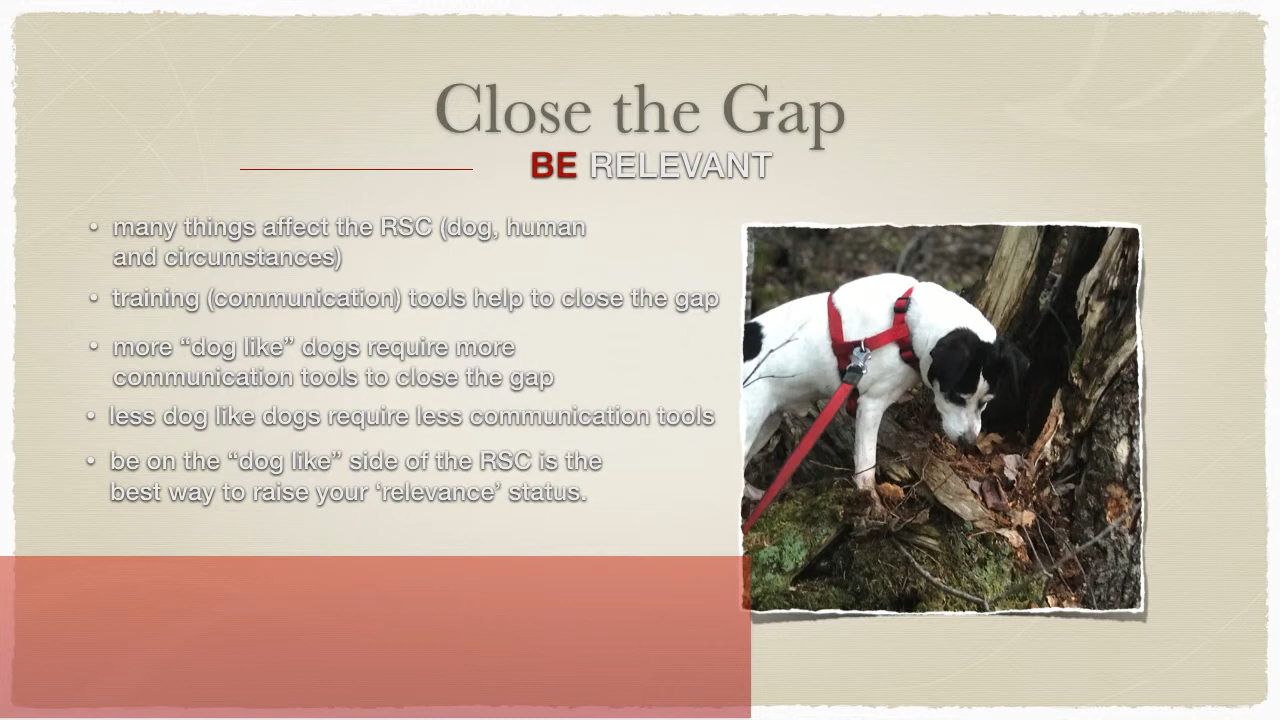 Close the Gap
BE RELEVANT
• many things affect the RSC (dog, human
and circumstances)
• training (communication) tools help to close the gap
• more “dog like” dogs require more
communication tools to close the gap
• less dog like dogs require less communication tools
• be on the “dog like” side of the RSC is the
best way to raise your ‘relevance’ status.